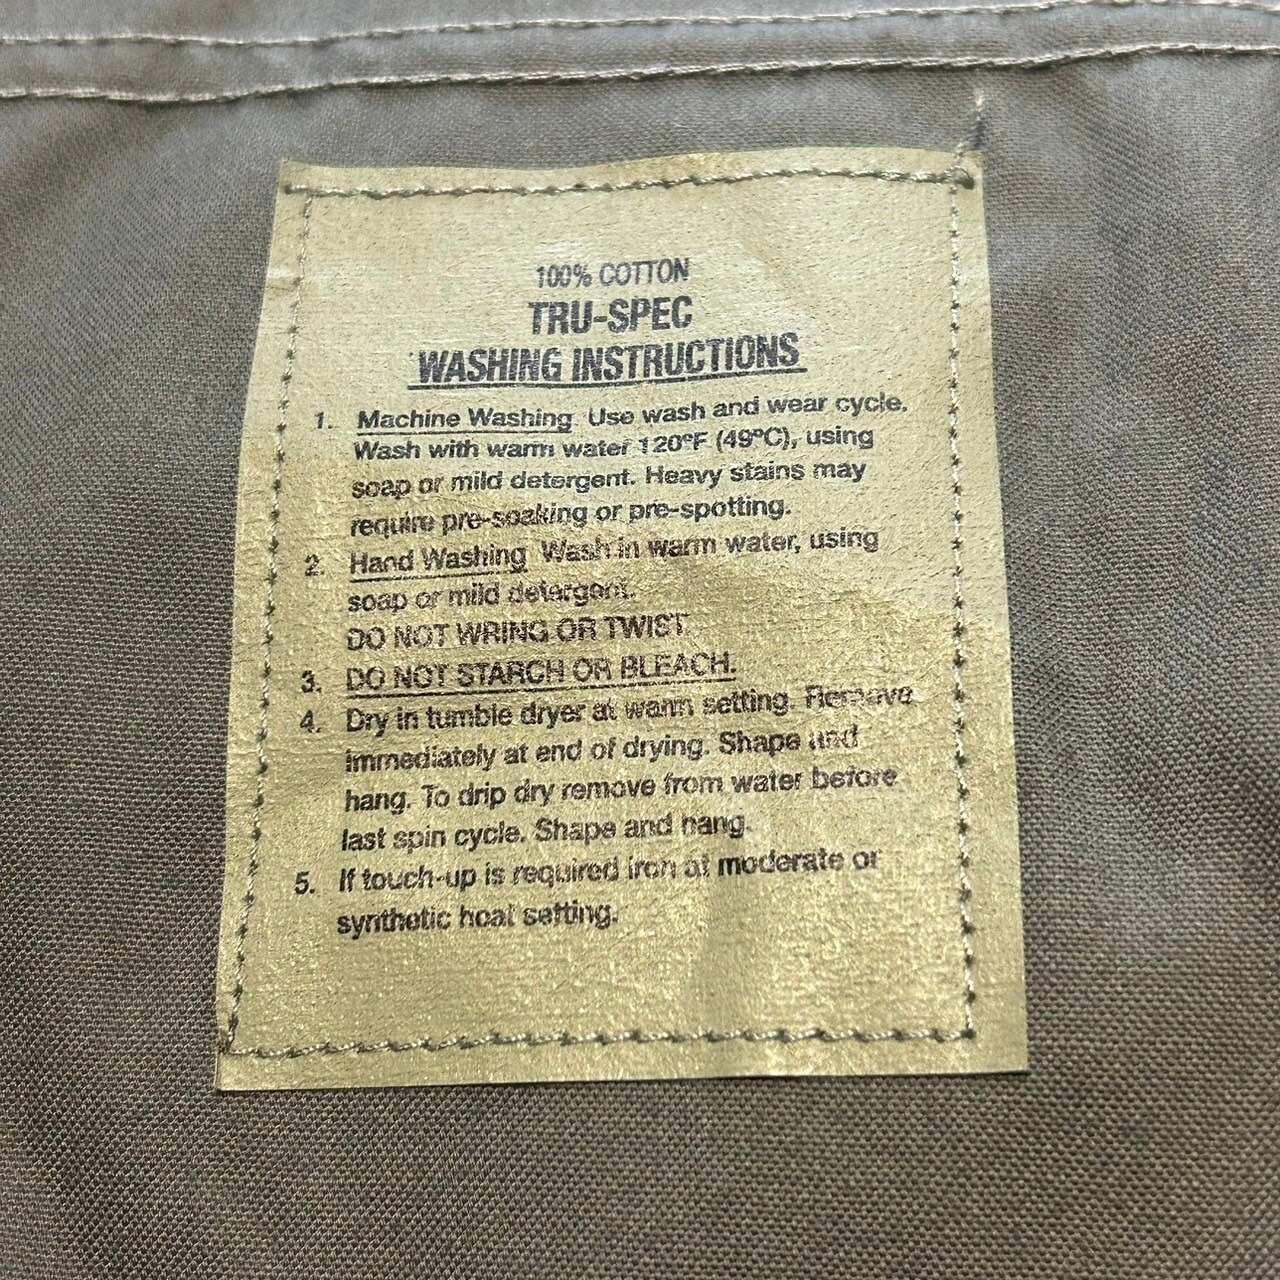 100% COTTON
TRU-SPEC
WASHING INSTRUCTIONS
1. Machine Washing Use wash and wear cycle.
Wash with warm water 120°F (49°C), using
soap or mild detergent. Heavy stains may
require pre-soaking or pre-spotting.
2. Hand Washing Wash in warm water, using
soap or mild detergent.
DO NOT WRING OR TWIST
3. DO NOT STARCH OR BLEACH.
4. Dry in tumble dryer at warm setting. Remove
immediately at end of drying. Shape and
hang. To drip dry remove from water before
last spin cycle. Shape and hang.
5. If touch-up is required iron at moderate or
synthetic heat setting.